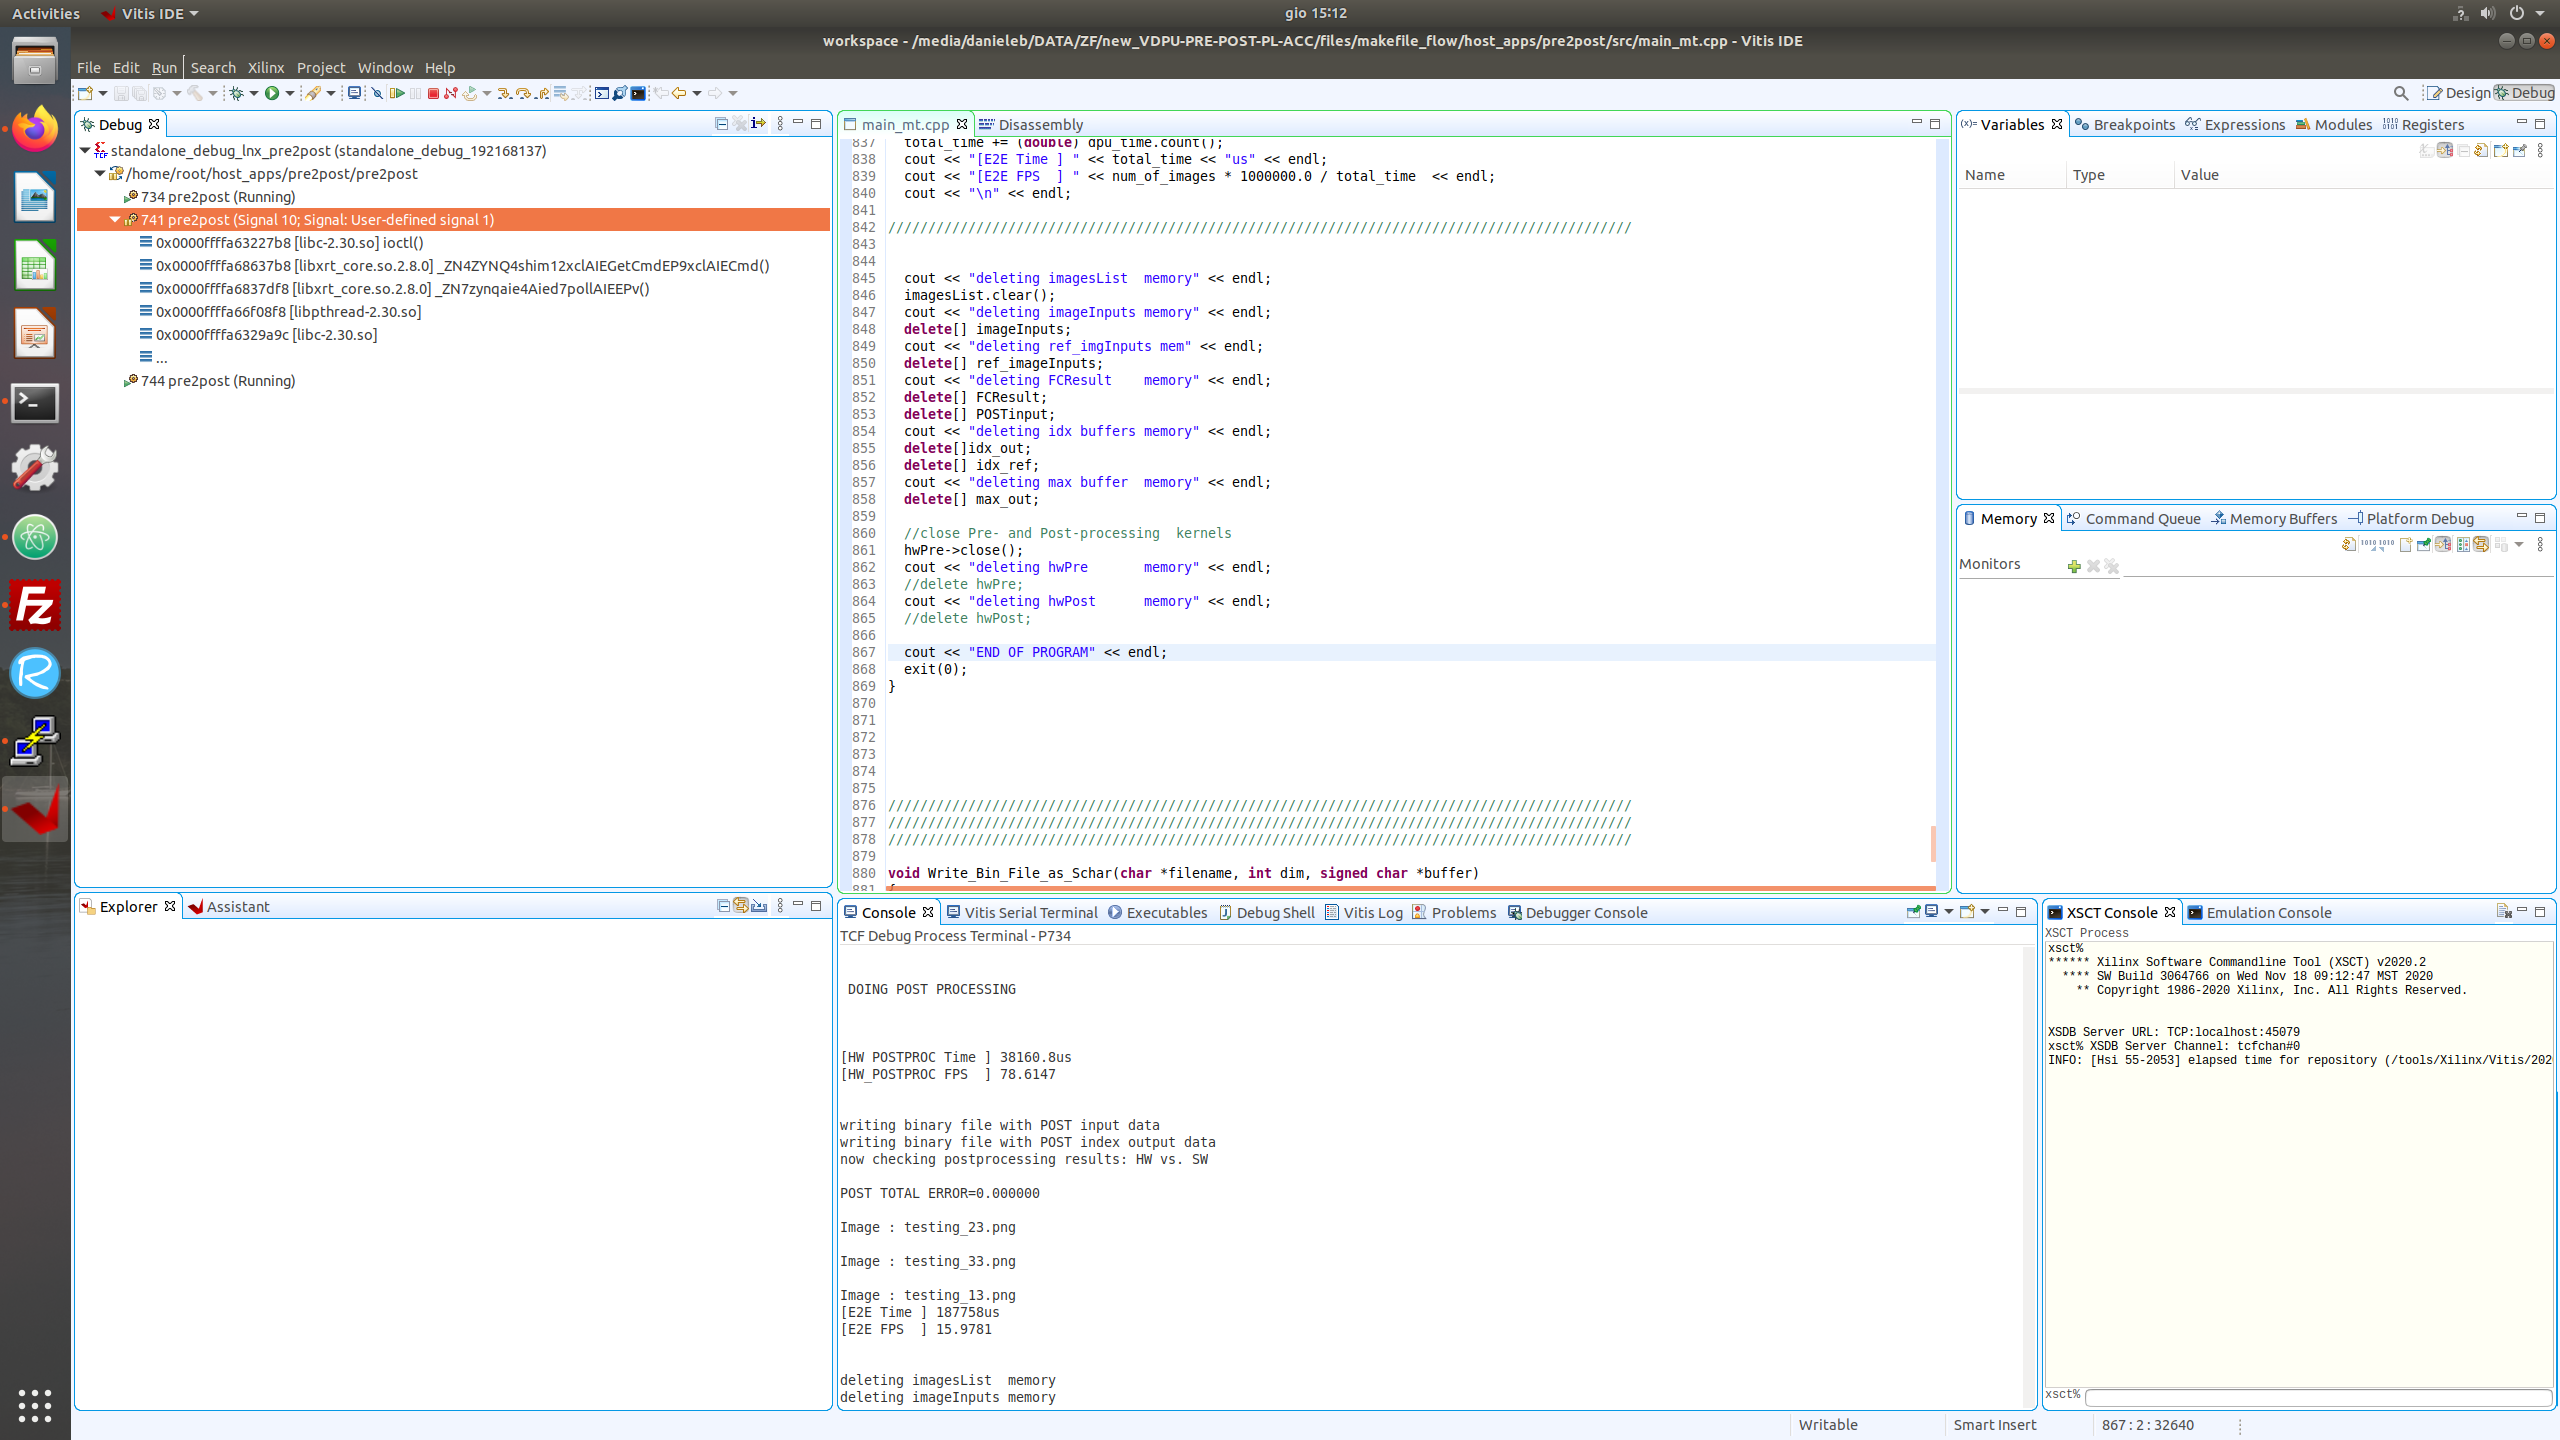 Activities Vitis IDE gio 15:12
workspace - /media/danieleb/DATA/ZF/new_VDPU-PRE-POST-PL-ACC/files/makefile_flow/host_apps/pre2post/src/main_mt.cpp - Vitis IDE
File Edit Run Search Xilinx Project Window Help
Design Debug
Debug
standalone_debug_lnx_pre2post (standalone_debug_192168137)
/home/root/host_apps/pre2post/pre2post
734 pre2post (Running)
741 pre2post (Signal 10; Signal: User-defined signal 1)
0x0000ffffa63227b8 [libc-2.30.so] ioctl()
0x0000ffffa68637b8 [libxrt_core.so.2.8.0] _ZN4ZYNQ4shim12xclAIEGetCmdEP9xclAIECmd()
0x0000ffffa6837df8 [libxrt_core.so.2.8.0] _ZN7zynqaie4Aied7pollAIEEPv()
0x0000ffffa66f08f8 [libpthread-2.30.so]
0x0000ffffa6329a9c [libc-2.30.so]
...
744 pre2post (Running)
main_mt.cpp Disassembly
837 total_time += (double) dpu_time.count();
838 cout << "[E2E Time ] " << total_time << "us" << endl;
839 cout << "[E2E FPS  ] " << num_of_images * 1000000.0 / total_time  << endl;
840 cout << "\n" << endl;
841
842 /////////////////////////////////////////////////////////////////////////////////////////////
843
844
845 cout << "deleting imagesList  memory" << endl;
846 imagesList.clear();
847 cout << "deleting imageInputs memory" << endl;
848 delete[] imageInputs;
849 cout << "deleting ref_imgInputs mem" << endl;
850 delete[] ref_imageInputs;
851 cout << "deleting FCResult    memory" << endl;
852 delete[] FCResult;
853 delete[] POSTinput;
854 cout << "deleting idx buffers memory" << endl;
855 delete[]idx_out;
856 delete[] idx_ref;
857 cout << "deleting max buffer  memory" << endl;
858 delete[] max_out;
859
860 //close Pre- and Post-processing  kernels
861 hwPre->close();
862 cout << "deleting hwPre       memory" << endl;
863 //delete hwPre;
864 cout << "deleting hwPost      memory" << endl;
865 //delete hwPost;
866
867 cout << "END OF PROGRAM" << endl;
868 exit(0);
869 }
870
871
872
873
874
875
876 /////////////////////////////////////////////////////////////////////////////////////////////
877 /////////////////////////////////////////////////////////////////////////////////////////////
878 /////////////////////////////////////////////////////////////////////////////////////////////
879
880 void Write_Bin_File_as_Schar(char *filename, int dim, signed char *buffer)
881 {
Variables Breakpoints Expressions Modules Registers
Name Type Value
Memory Command Queue Memory Buffers Platform Debug
Monitors
Explorer Assistant
Console Vitis Serial Terminal Executables Debug Shell Vitis Log Problems Debugger Console
TCF Debug Process Terminal - P734
DOING POST PROCESSING
[HW POSTPROC Time ] 38160.8us
[HW_POSTPROC FPS  ] 78.6147
writing binary file with POST input data
writing binary file with POST index output data
now checking postprocessing results: HW vs. SW
POST TOTAL ERROR=0.000000
Image : testing_23.png
Image : testing_33.png
Image : testing_13.png
[E2E Time ] 187758us
[E2E FPS  ] 15.9781
deleting imagesList  memory
deleting imageInputs memory
XSCT Console Emulation Console
XSCT Process
xsct%
****** Xilinx Software Commandline Tool (XSCT) v2020.2
**** SW Build 3064766 on Wed Nov 18 09:12:47 MST 2020
** Copyright 1986-2020 Xilinx, Inc. All Rights Reserved.
XSDB Server URL: TCP:localhost:45079
xsct% XSDB Server Channel: tcfchan#0
INFO: [Hsi 55-2053] elapsed time for repository (/tools/Xilinx/Vitis/202
xsct%
Writable Smart Insert 867 : 2 : 32640